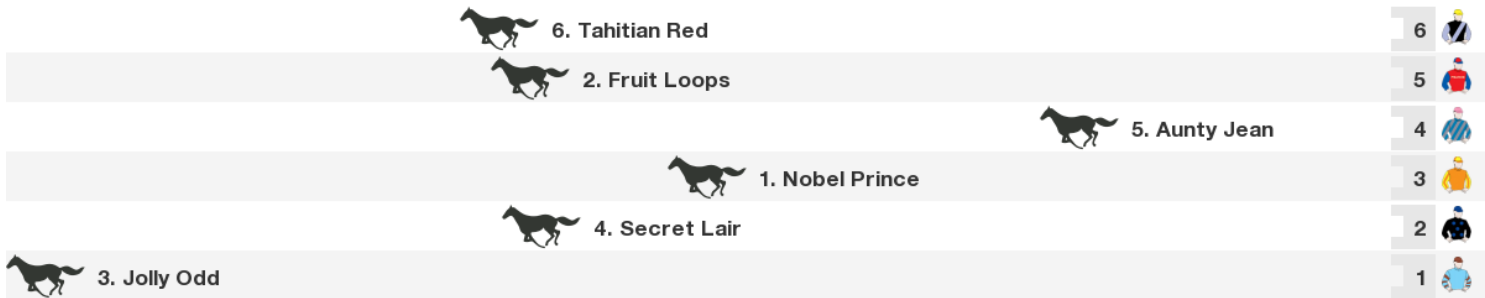 6. Tahitian Red 6
2. Fruit Loops 5
5. Aunty Jean 4
1. Nobel Prince 3
4. Secret Lair 2
3. Jolly Odd 1